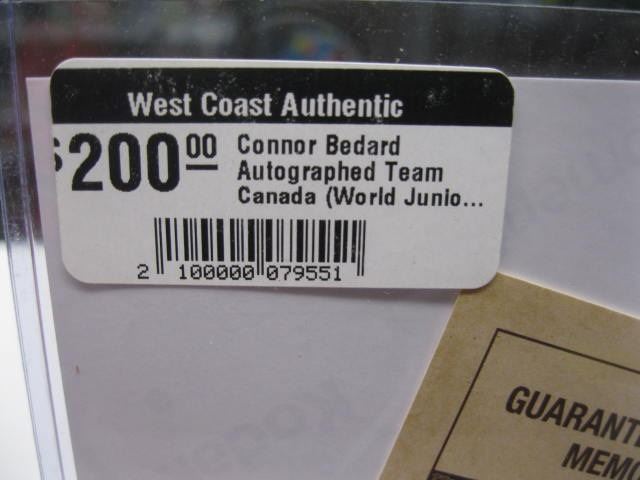 West Coast Authentic
$200.00 Connor Bedard
Autographed Team
Canada (World Junio...
2 100000 079551
GUARANT
MEMO